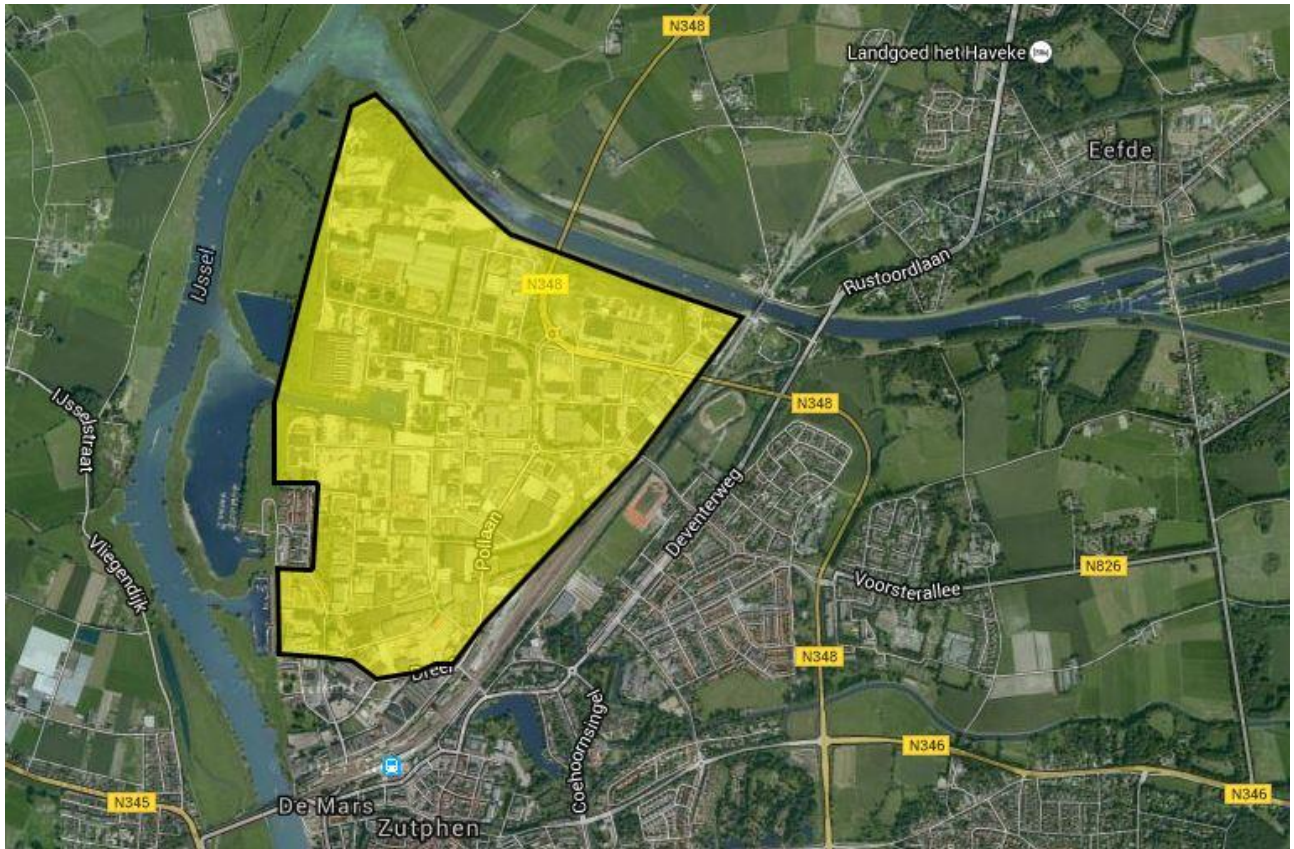 N348
Landgoed het Haveke
Eefde
IJssel
Rustoordlaan
N348
IJsselstraat
N348
Deventerweg
Pollaan
Vliegendijk
N826
Voorsterallee
N348
Coehoornsingel
N346
N346
N345
De Mars
Zutphen